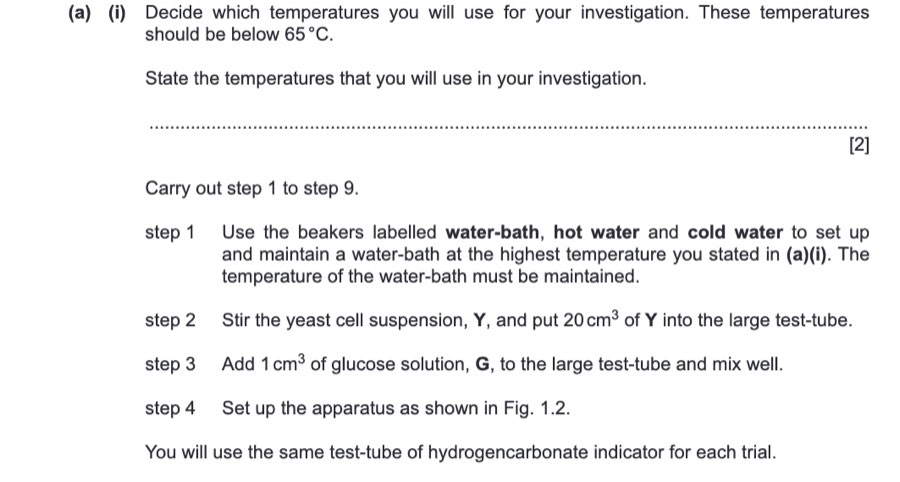 (a) (i) Decide which temperatures you will use for your investigation. These temperatures
should be below 65 °C.
State the temperatures that you will use in your investigation.
..........................................................................................................................................
[2]
Carry out step 1 to step 9.
step 1 Use the beakers labelled water-bath, hot water and cold water to set up
and maintain a water-bath at the highest temperature you stated in (a)(i). The
temperature of the water-bath must be maintained.
step 2 Stir the yeast cell suspension, Y, and put 20 cm³ of Y into the large test-tube.
step 3 Add 1 cm³ of glucose solution, G, to the large test-tube and mix well.
step 4 Set up the apparatus as shown in Fig. 1.2.
You will use the same test-tube of hydrogencarbonate indicator for each trial.